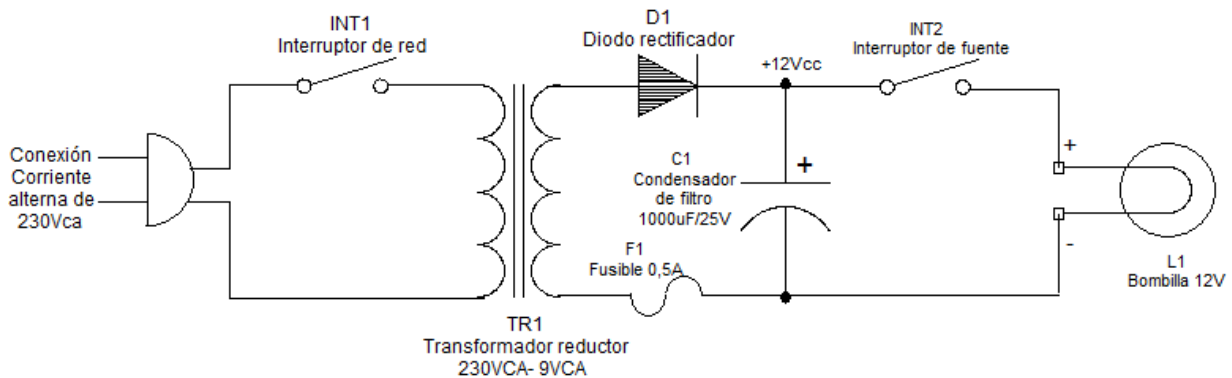 INT1
Interruptor de red
D1
Diodo rectificador
+12Vcc
INT2
Interruptor de fuente
Conexión
Corriente
alterna de
230Vca
C1
Condensador
de filtro
1000uF/25V
+
+
-
F1
Fusible 0,5A
L1
Bombilla 12V
TR1
Transformador reductor
230VCA- 9VCA